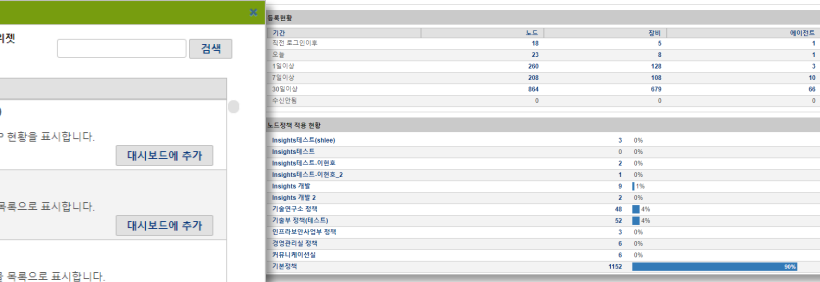 ×
위젯
검색
현황을 표시합니다.
대시보드에 추가
목록으로 표시합니다.
대시보드에 추가
목록으로 표시합니다.
등록현황
기간 노드 장비 에이전트
직전 로그인이후 18 5 1
오늘 23 8 1
1일이상 260 128 3
7일이상 208 108 10
30일이상 864 679 66
수신안됨 0 0 0
노드정책 적용 현황
Insights테스트(shlee) 3 0%
Insights테스트 0 0%
Insights테스트-이현호 2 0%
Insights테스트-이현호_2 1 0%
Insights 개발 9 1%
Insights 개발 2 2 0%
기술연구소 정책 48 4%
기술부 정책(테스트) 52 4%
인프라보안사업부 정책 3 0%
경영관리실 정책 6 0%
커뮤니케이션실 6 0%
기본정책 1152 90%